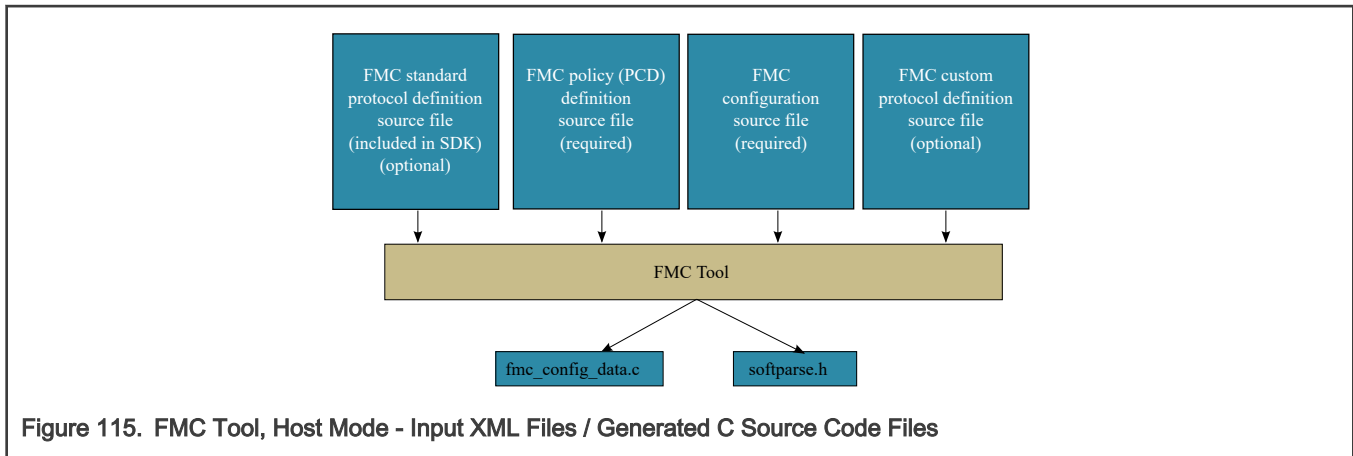 FMC standard
protocol definition
source file
(included in SDK)
(optional)
FMC policy (PCD)
definition
source file
(required)
FMC
configuration
source file
(required)
FMC custom
protocol definition
source file
(optional)
FMC Tool
fmc_config_data.c
softparse.h
Figure 115. FMC Tool, Host Mode - Input XML Files / Generated C Source Code Files